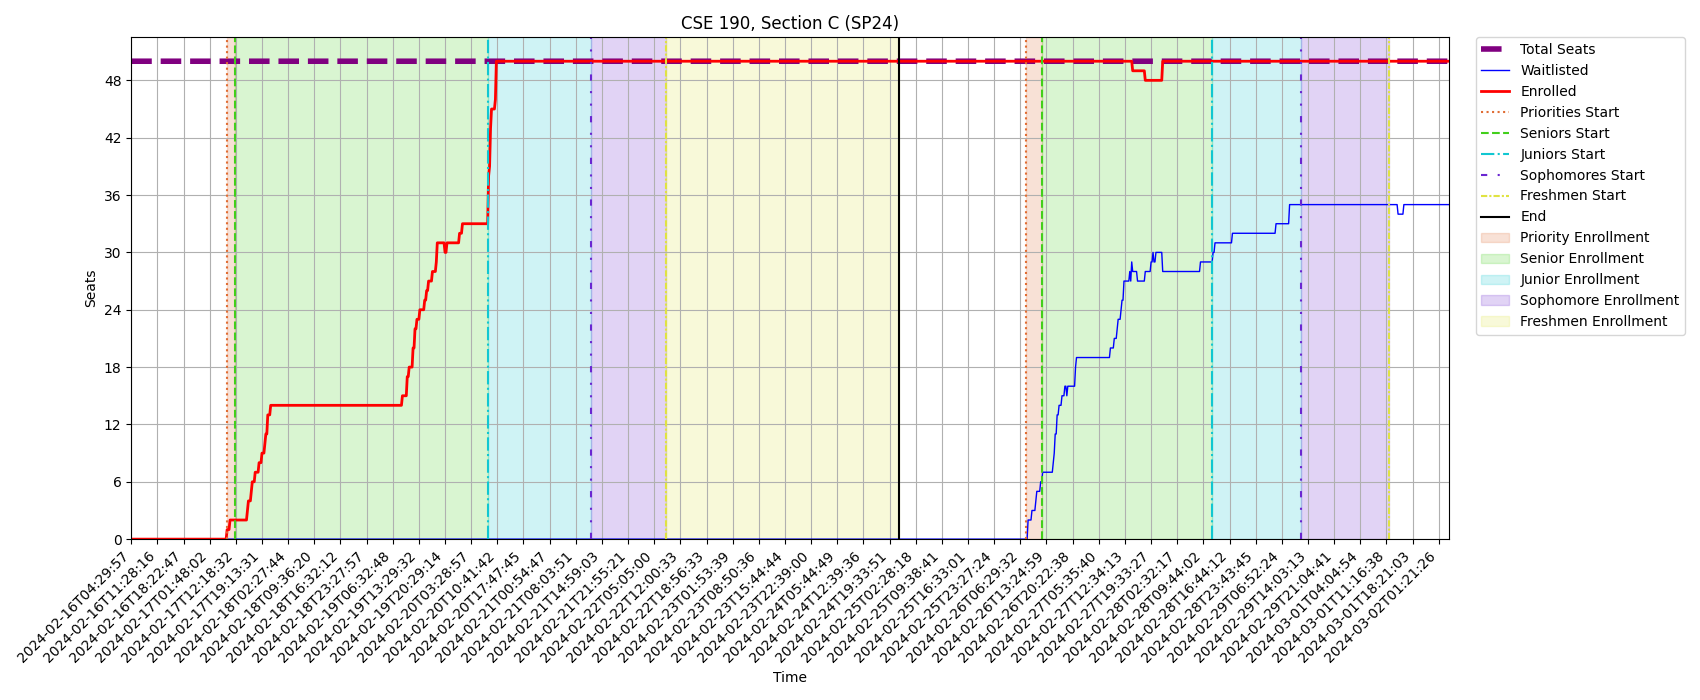 CSE 190, Section C (SP24)
Seats
48
42
36
30
24
18
12
6
0
2024-02-16T04:29:57
2024-02-16T11:28:16
2024-02-16T18:22:47
2024-02-17T01:48:02
2024-02-17T12:18:32
2024-02-17T19:13:31
2024-02-18T02:27:44
2024-02-18T09:36:20
2024-02-18T16:32:12
2024-02-18T23:27:57
2024-02-19T06:32:48
2024-02-19T13:29:32
2024-02-19T20:29:14
2024-02-20T03:28:57
2024-02-20T10:41:42
2024-02-20T17:47:45
2024-02-21T00:54:47
2024-02-21T08:03:51
2024-02-21T14:59:03
2024-02-21T21:55:21
2024-02-22T05:05:00
2024-02-22T12:00:33
2024-02-22T18:56:33
2024-02-23T01:53:39
2024-02-23T08:50:36
2024-02-23T15:44:44
2024-02-23T22:39:00
2024-02-24T05:44:49
2024-02-24T12:39:36
2024-02-24T19:33:51
2024-02-25T02:28:18
2024-02-25T09:38:41
2024-02-25T16:33:01
2024-02-25T23:27:24
2024-02-26T06:29:32
2024-02-26T13:24:59
2024-02-26T20:22:38
2024-02-27T05:35:40
2024-02-27T12:34:13
2024-02-27T19:33:27
2024-02-28T02:32:17
2024-02-28T09:44:02
2024-02-28T16:44:12
2024-02-28T23:43:45
2024-02-29T06:52:24
2024-02-29T14:03:13
2024-02-29T21:04:41
2024-03-01T04:04:54
2024-03-01T11:16:38
2024-03-01T18:21:03
2024-03-02T01:21:26
Time
Total Seats
Waitlisted
Enrolled
Priorities Start
Seniors Start
Juniors Start
Sophomores Start
Freshmen Start
End
Priority Enrollment
Senior Enrollment
Junior Enrollment
Sophomore Enrollment
Freshmen Enrollment